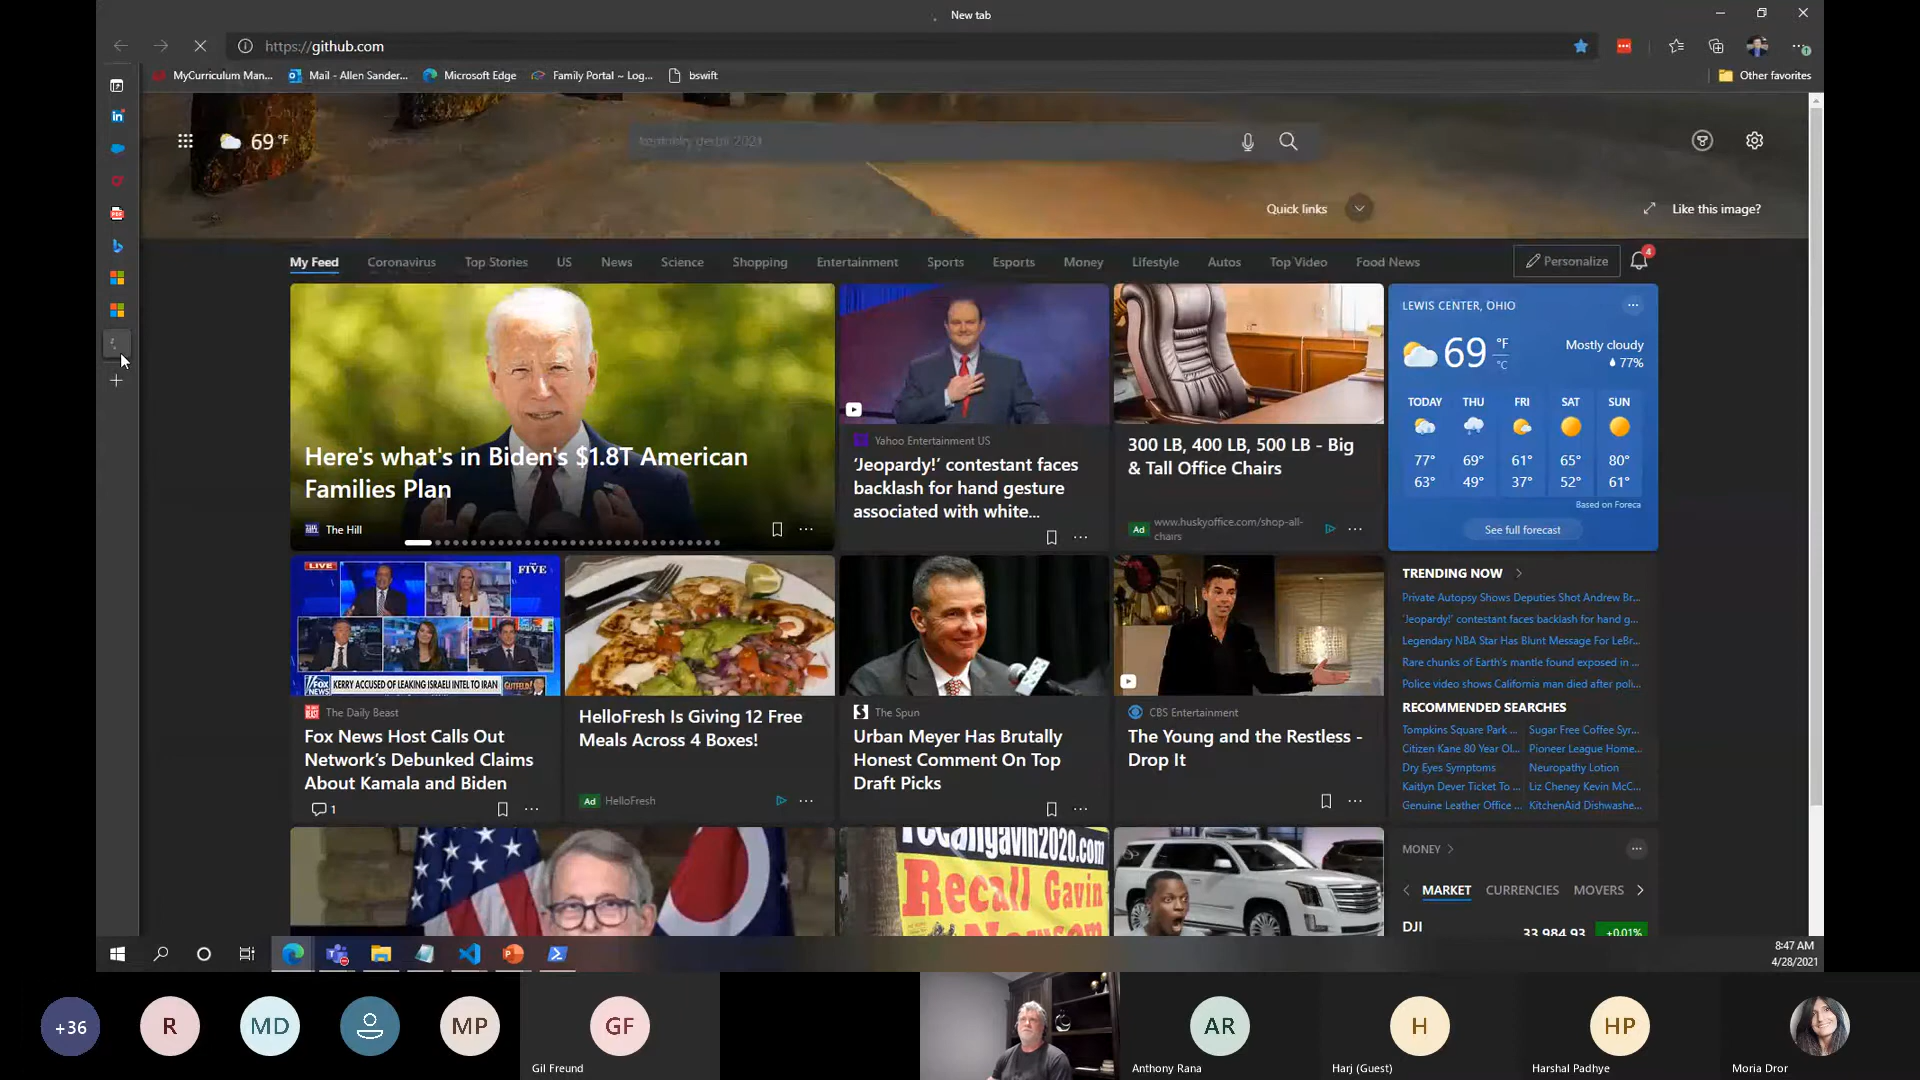 New tab
https://github.com
MyCurriculum Man...
Mail - Allen Sander...
Microsoft Edge
Family Portal ~ Log...
bswift
Other favorites
69 °F
kentucky derby 2021
Quick links
Like this image?
My Feed
Coronavirus
Top Stories
US
News
Science
Shopping
Entertainment
Sports
Esports
Money
Lifestyle
Autos
Top Video
Food News
Personalize
4
Here's what's in Biden's $1.8T American
Families Plan
The Hill
Yahoo Entertainment US
‘Jeopardy!’ contestant faces
backlash for hand gesture
associated with white...
300 LB, 400 LB, 500 LB - Big
& Tall Office Chairs
Ad
www.huskyoffice.com/shop-all-
chairs
LEWIS CENTER, OHIO
69 °F
°C
Mostly cloudy
77%
TODAY THU FRI SAT SUN
77° 69° 61° 65° 80°
63° 49° 37° 52° 61°
Based on Foreca
See full forecast
LIVE
THE FIVE
FOX NEWS
KERRY ACCUSED OF LEAKING ISRAELI INTEL TO IRAN
GUTFELD!
The Daily Beast
Fox News Host Calls Out
Network’s Debunked Claims
About Kamala and Biden
1
HelloFresh Is Giving 12 Free
Meals Across 4 Boxes!
Ad HelloFresh
The Spun
Urban Meyer Has Brutally
Honest Comment On Top
Draft Picks
CBS Entertainment
The Young and the Restless -
Drop It
TRENDING NOW
Private Autopsy Shows Deputies Shot Andrew Br...
'Jeopardy!' contestant faces backlash for hand g...
Legendary NBA Star Has Blunt Message For LeBr...
Rare chunks of Earth's mantle found exposed in ...
Police video shows California man died after poli...
RECOMMENDED SEARCHES
Tompkins Square Park ... Sugar Free Coffee Syr...
Citizen Kane 80 Year Ol... Pioneer League Home...
Dry Eyes Symptoms Neuropathy Lotion
Kaitlyn Dever Ticket To ... Liz Cheney Kevin McC...
Genuine Leather Office ... KitchenAid Dishwashe...
recallgavin2020.com
Recall Gavin
Newsom
MONEY
MARKET CURRENCIES MOVERS
DJI
33,984.93
+0.01%
8:47 AM
4/28/2021
+36
R
MD
MP
GF
Gil Freund
AR
Anthony Rana
H
Harj (Guest)
HP
Harshal Padhye
Moria Dror